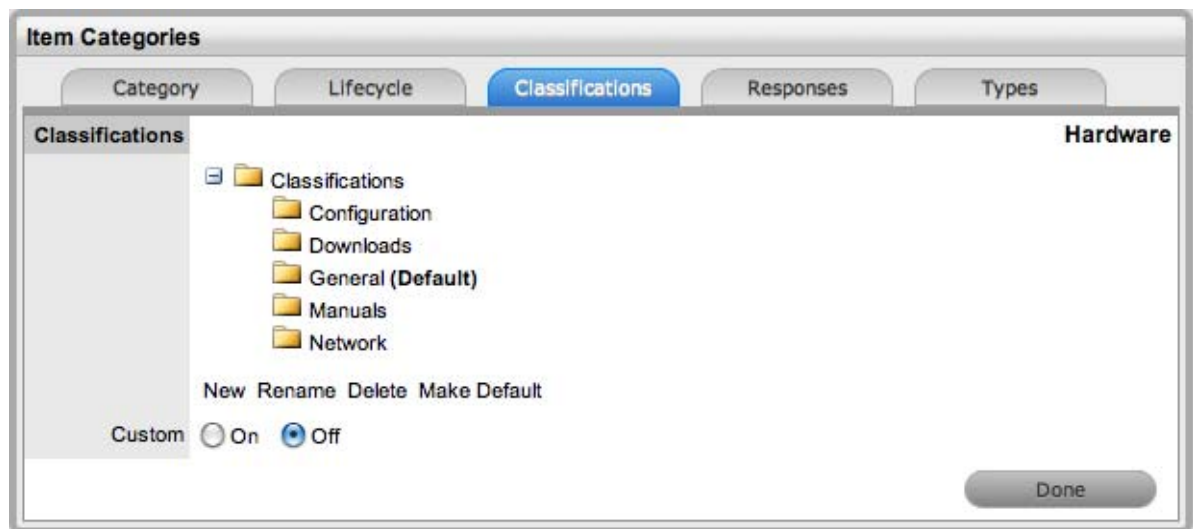 Item Categories
Category Lifecycle Classifications Responses Types
Classifications Hardware
Classifications
Configuration
Downloads
General (Default)
Manuals
Network
New Rename Delete Make Default
Custom On Off
Done